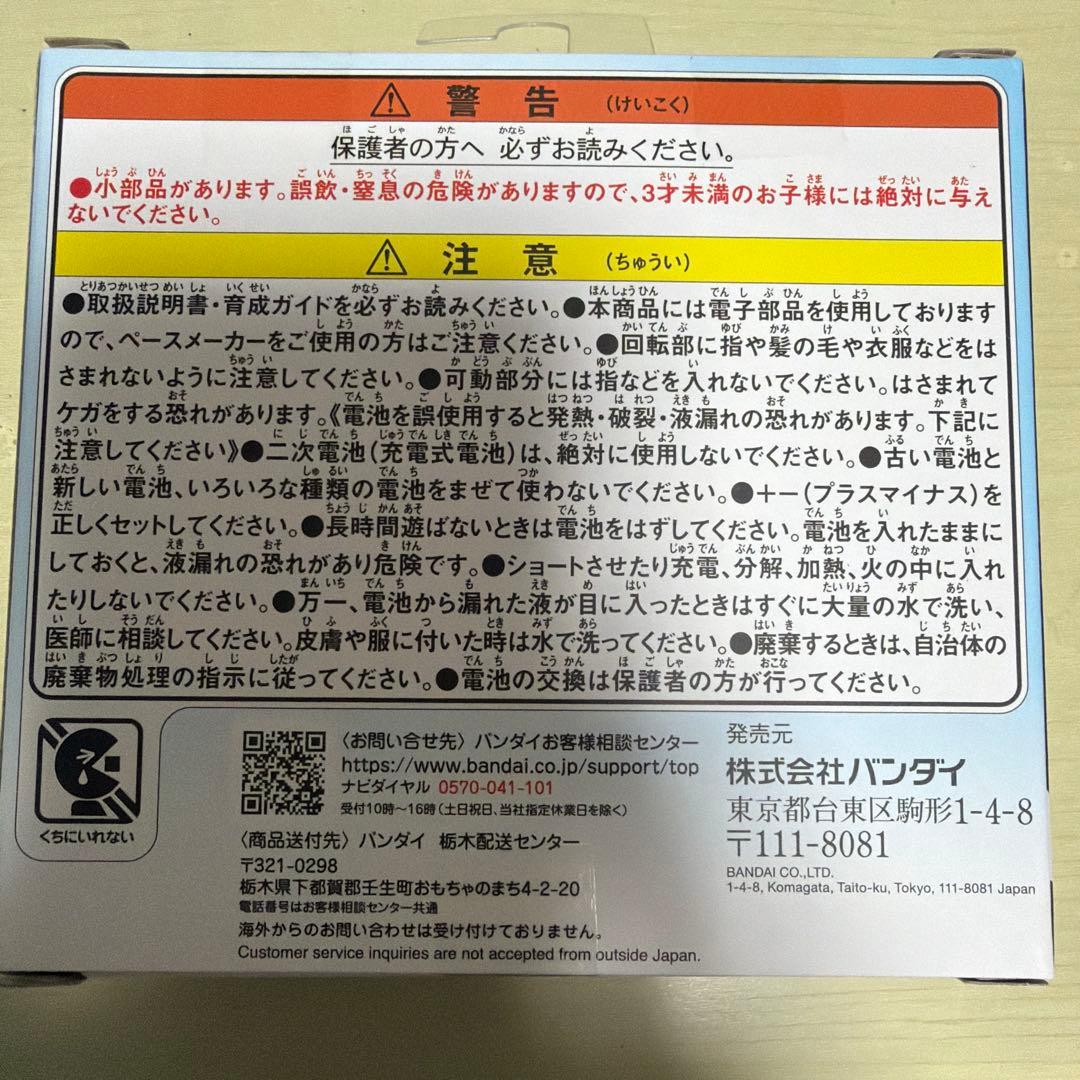 警告 (けいこく)
保護者の方へ 必ずお読みください。
●小部品があります。誤飲・窒息の危険がありますので、3才未満のお子様には絶対に与え
ないでください。
注意 (ちゅうい)
●取扱説明書・育成ガイドを必ずお読みください。●本商品には電子部品を使用しております
ので、ペースメーカーをご使用の方はご注意ください。●回転部に指や髪の毛や衣服などをは
さまれないように注意してください。●可動部分には指などを入れないでください。はさまれて
ケガをする恐れがあります。《電池を誤使用すると発熱・破裂・液漏れの恐れがあります。下記に
注意してください》●二次電池(充電式電池)は、絶対に使用しないでください。●古い電池と
新しい電池、いろいろな種類の電池をまぜて使わないでください。●+-(プラスマイナス)を
正しくセットしてください。●長時間遊ばないときは電池をはずしてください。電池を入れたままに
しておくと、液漏れの恐れがあり危険です。●ショートさせたり充電、分解、加熱、火の中に入れ
たりしないでください。●万一、電池から漏れた液が目に入ったときはすぐに大量の水で洗い、
医師に相談してください。皮膚や服に付いた時は水で洗ってください。●廃棄するときは、自治体の
廃棄物処理の指示に従ってください。●電池の交換は保護者の方が行ってください。
くちにいれない
〈お問い合せ先〉バンダイお客様相談センター
https://www.bandai.co.jp/support/top
ナビダイヤル 0570-041-101
受付10時~16時(土日祝日、当社指定休業日を除く)
〈商品送付先〉バンダイ 栃木配送センター
〒321-0298
栃木県下都賀郡壬生町おもちゃのまち4-2-20
電話番号はお客様相談センター共通
海外からのお問い合わせは受け付けておりません。
Customer service inquiries are not accepted from outside Japan.
発売元
株式会社バンダイ
東京都台東区駒形1-4-8
〒111-8081
BANDAI CO.,LTD.
1-4-8, Komagata, Taito-ku, Tokyo, 111-8081 Japan